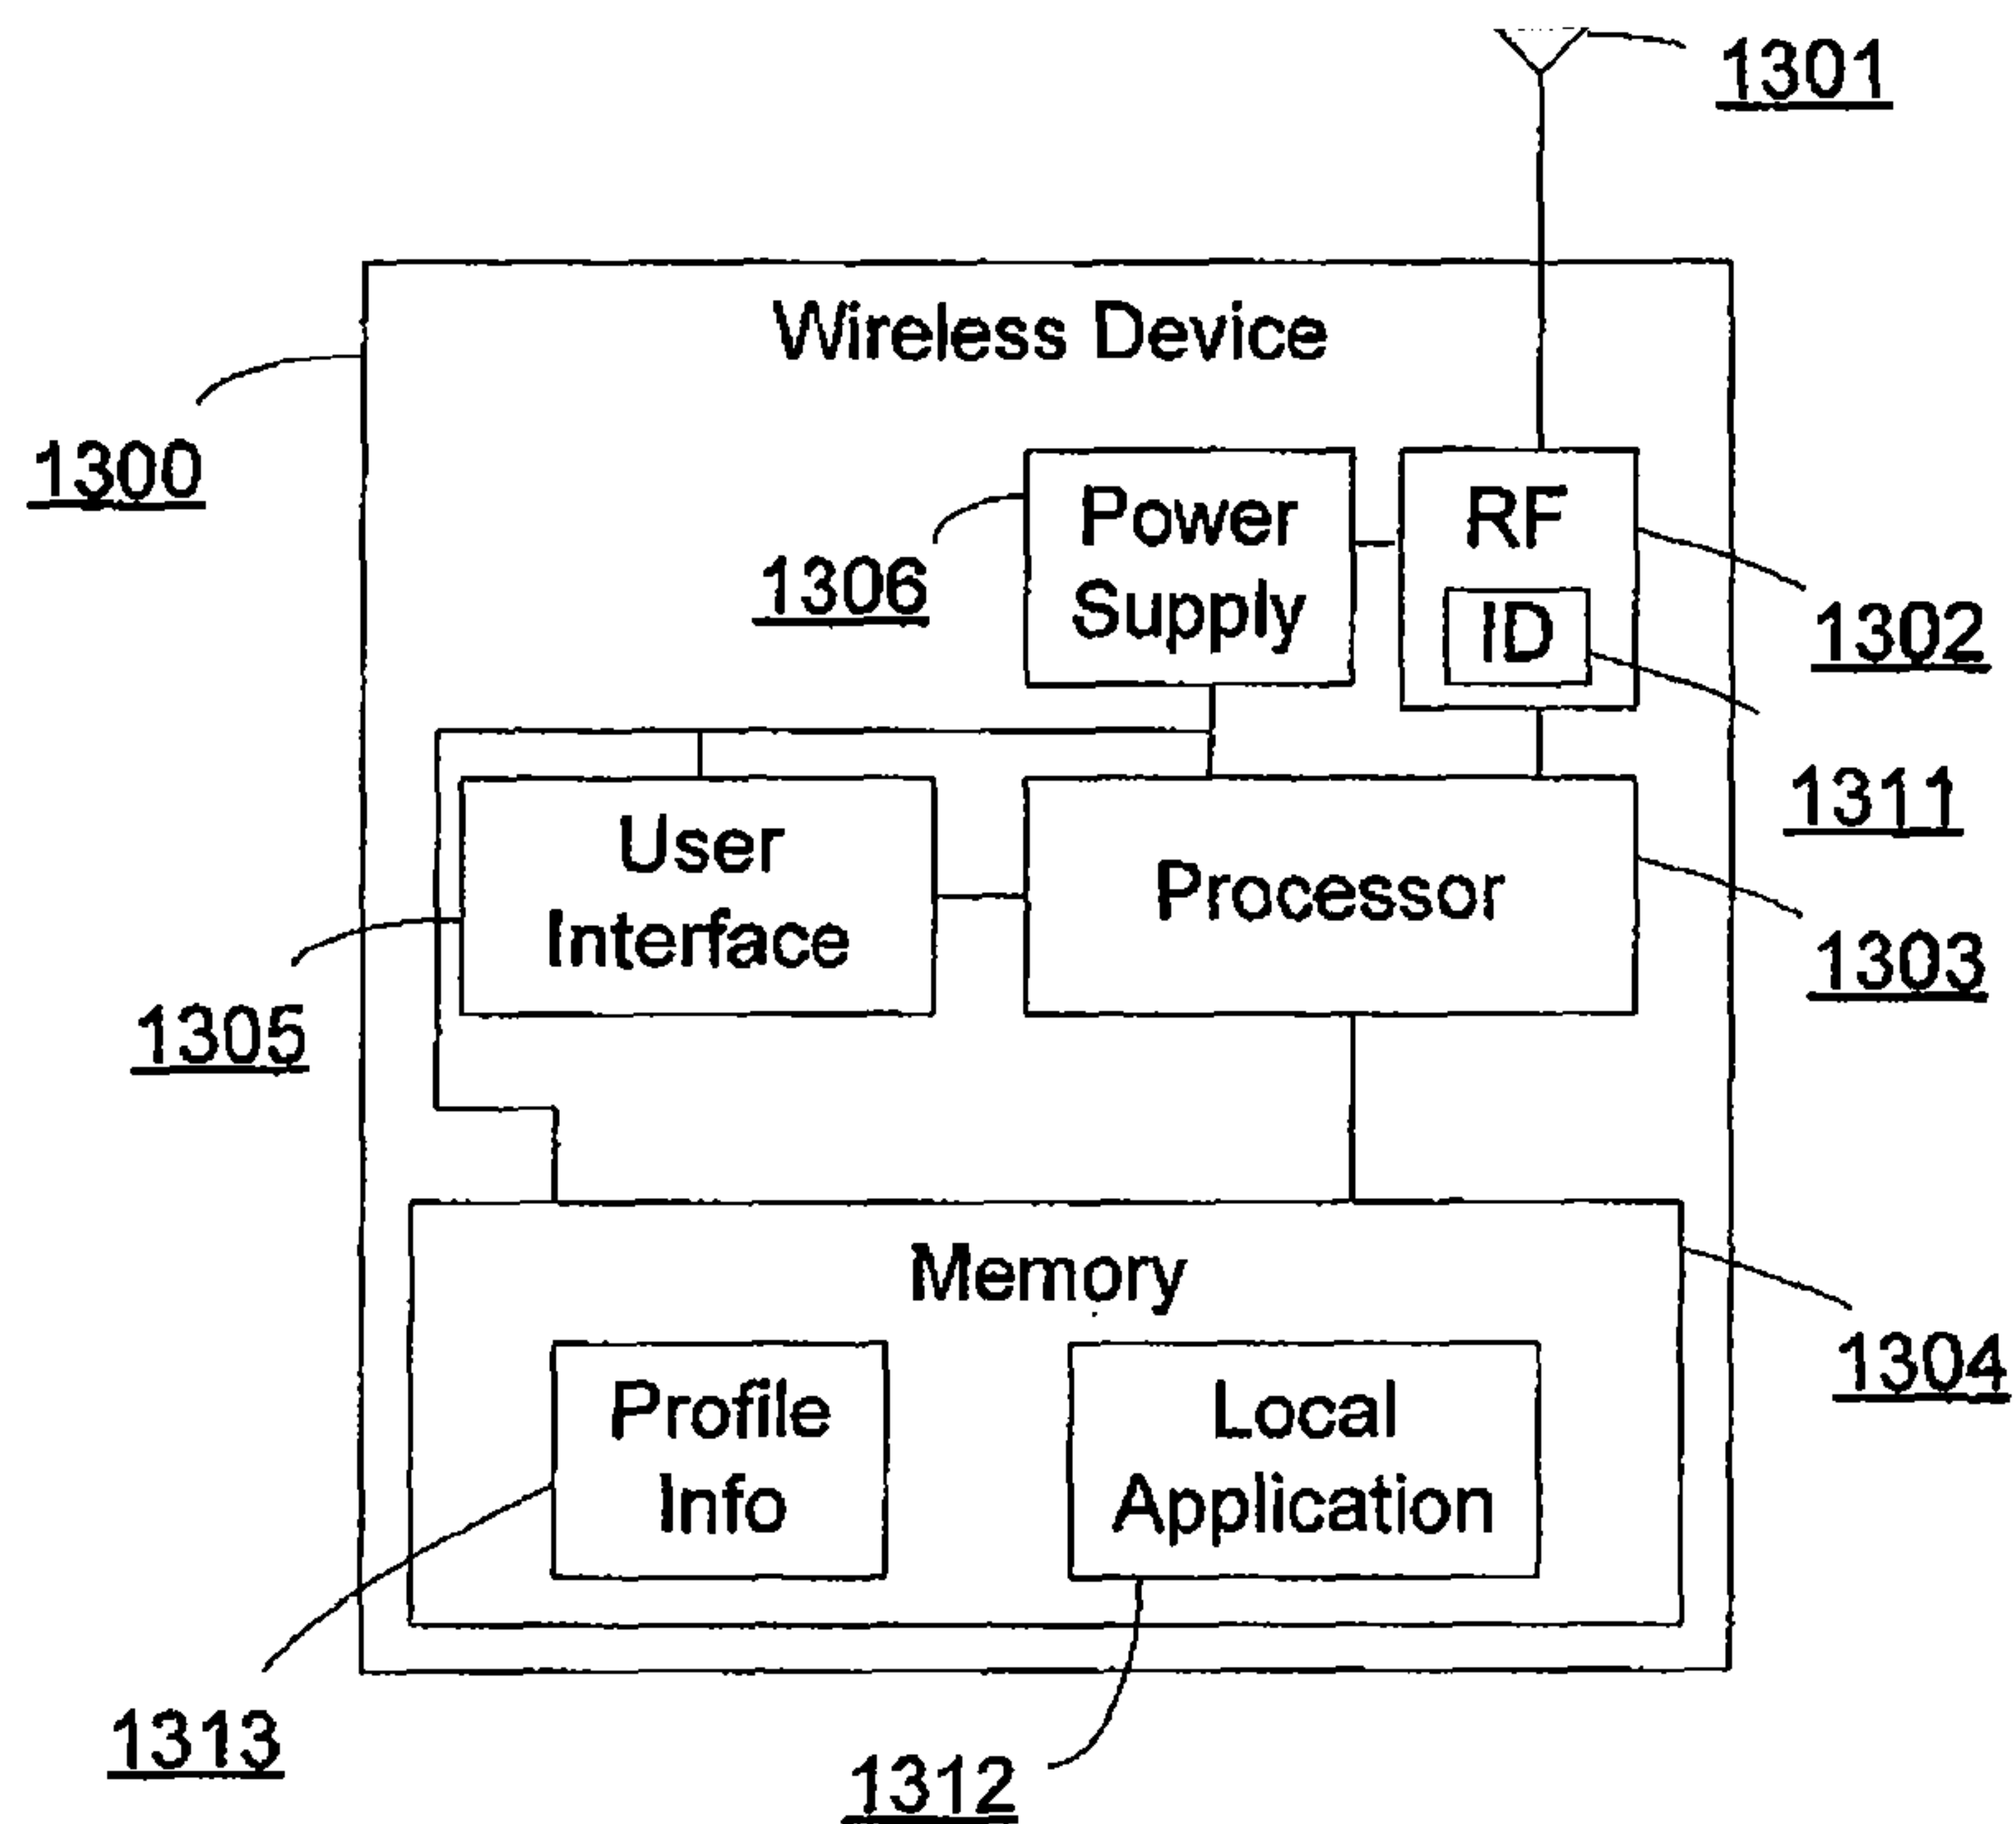 1301
Wireless Device
1300
Power
Supply
RF
ID
1306
1302
1311
User
Interface
Processor
1303
1305
Memory
1304
Profile
Info
Local
Application
1313
1312